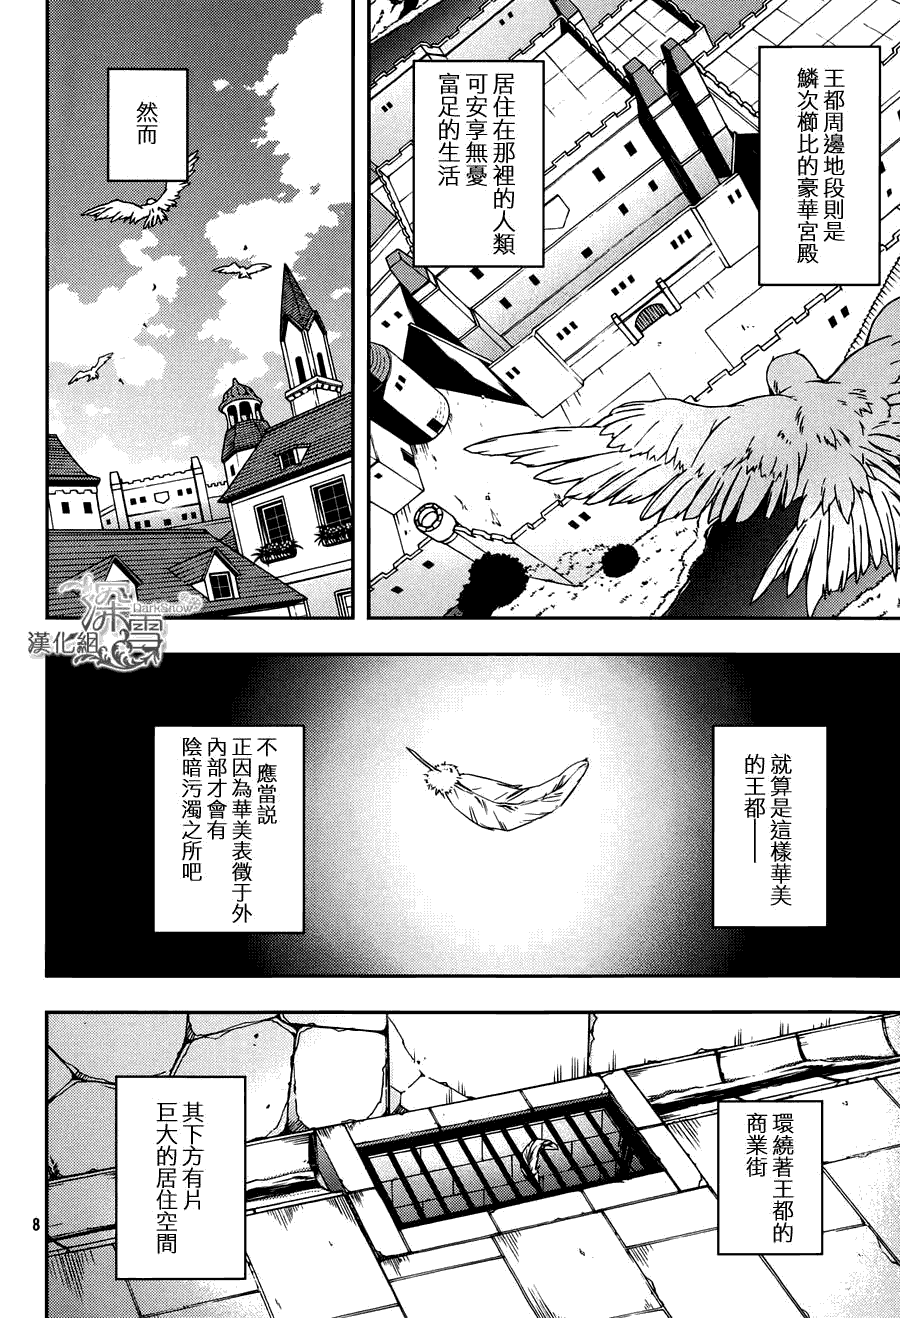 王都周邊地段則是
鱗次櫛比的豪華宮殿
居住在那裡的人類
可安享無憂
富足的生活
然而
就算是這樣華美
的王都——
不 應當説
正因為華美表徵于外
內部才會有
陰暗污濁之所吧
環繞著王都的
商業街
其下方有片
巨大的居住空間
深雪
DarkSnow
漢化組
8